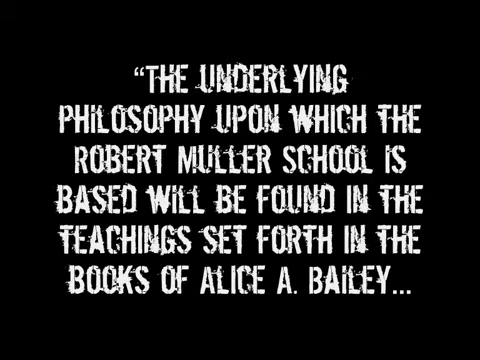 “THE UNDERLYING
PHILOSOPHY UPON WHICH THE
ROBERT MULLER SCHOOL IS
BASED WILL BE FOUND IN THE
TEACHINGS SET FORTH IN THE
BOOKS OF ALICE A. BAILEY...